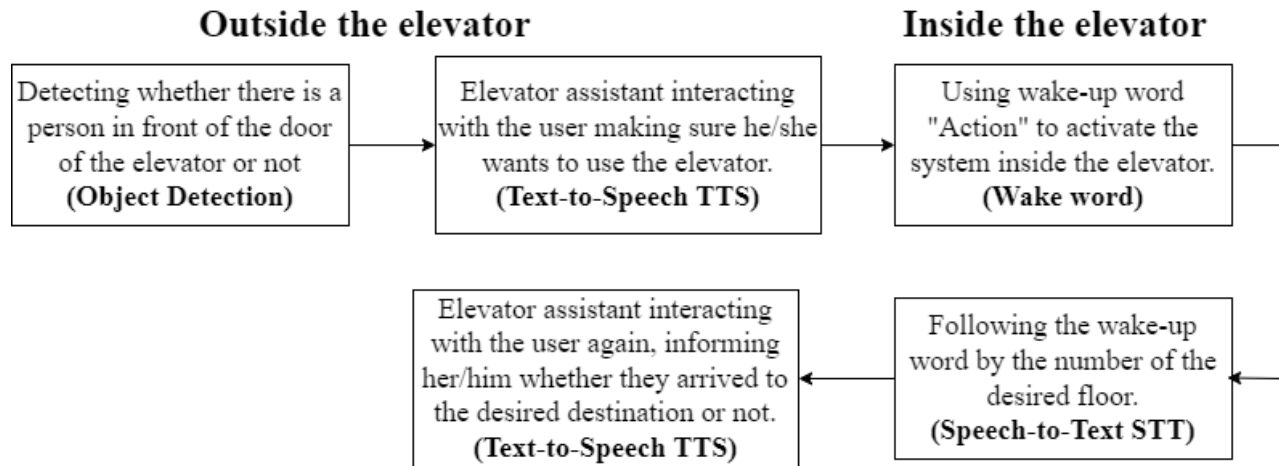 Outside the elevator
Inside the elevator
Detecting whether there is a
person in front of the door
of the elevator or not
(Object Detection)
Elevator assistant interacting
with the user making sure he/she
wants to use the elevator.
(Text-to-Speech TTS)
Using wake-up word
"Action" to activate the
system inside the elevator.
(Wake word)
Following the wake-up
word by the number of the
desired floor.
(Speech-to-Text STT)
Elevator assistant interacting
with the user again, informing
her/him whether they arrived to
the desired destination or not.
(Text-to-Speech TTS)